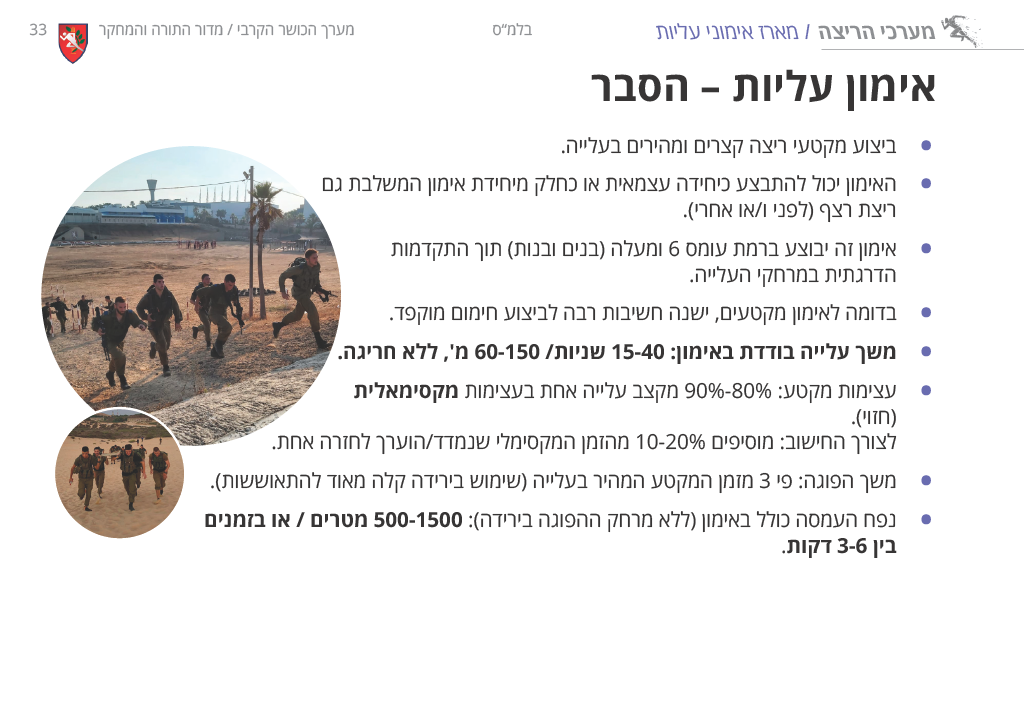 מערכי הריצה / מארז אימוני עליות
בלמ״ס
מערך הכושר הקרבי / מדור התורה והמחקר
33
אימון עליות – הסבר
ביצוע מקטעי ריצה קצרים ומהירים בעלייה.
האימון יכול להתבצע כיחידה עצמאית או כחלק מיחידת אימון המשלבת גם
ריצת רצף (לפני ו/או אחרי).
אימון זה יבוצע ברמת עומס 6 ומעלה (בנים ובנות) תוך התקדמות
הדרגתית במרחקי העלייה.
בדומה לאימון מקטעים, ישנה חשיבות רבה לביצוע חימום מוקפד.
משך עלייה בודדת באימון: 15-40 שניות/ 60-150 מ', ללא חריגה.
עצימות מקטע: 90%-80% מקצב עלייה אחת בעצימות מקסימאלית
(חזוי).
לצורך החישוב: מוסיפים 10-20% מהזמן המקסימלי שנמדד/הוערך לחזרה אחת.
משך הפוגה: פי 3 מזמן המקטע המהיר בעלייה (שימוש בירידה קלה מאוד להתאוששות).
נפח העמסה כולל באימון (ללא מרחק ההפוגה בירידה): 500-1500 מטרים / או בזמנים
בין 3-6 דקות.